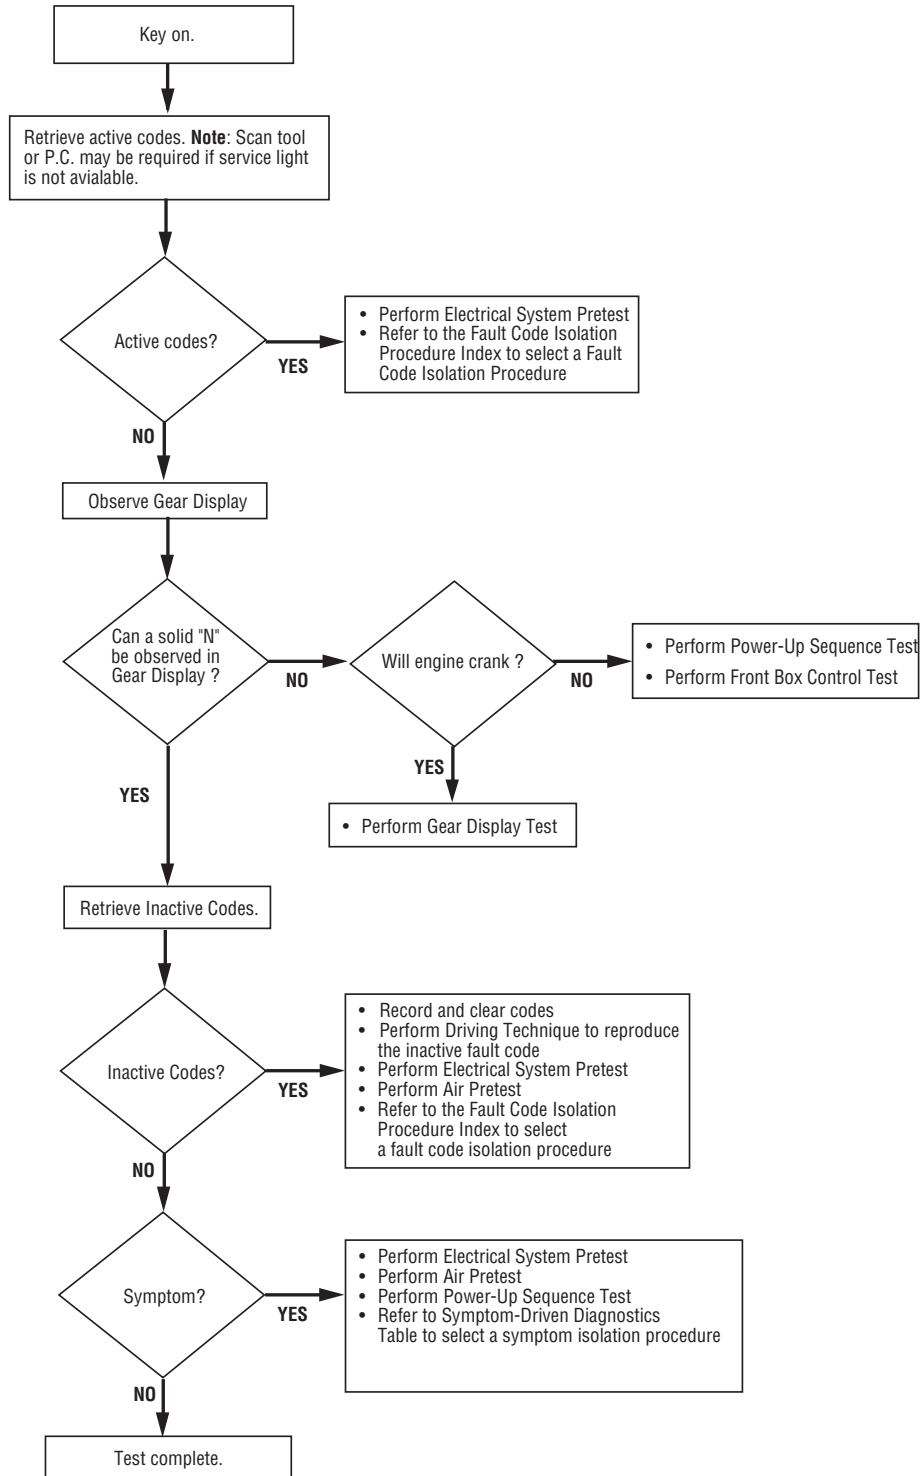 Key on.
Retrieve active codes. Note: Scan tool
or P.C. may be required if service light
is not avialable.
Active codes?
YES
• Perform Electrical System Pretest
• Refer to the Fault Code Isolation
Procedure Index to select a Fault
Code Isolation Procedure
NO
Observe Gear Display
Can a solid "N"
be observed in
Gear Display ?
NO
Will engine crank ?
NO
• Perform Power-Up Sequence Test
• Perform Front Box Control Test
YES
• Perform Gear Display Test
YES
Retrieve Inactive Codes.
Inactive Codes?
YES
• Record and clear codes
• Perform Driving Technique to reproduce
the inactive fault code
• Perform Electrical System Pretest
• Perform Air Pretest
• Refer to the Fault Code Isolation
Procedure Index to select
a fault code isolation procedure
NO
Symptom?
YES
• Perform Electrical System Pretest
• Perform Air Pretest
• Perform Power-Up Sequence Test
• Refer to Symptom-Driven Diagnostics
Table to select a symptom isolation procedure
NO
Test complete.